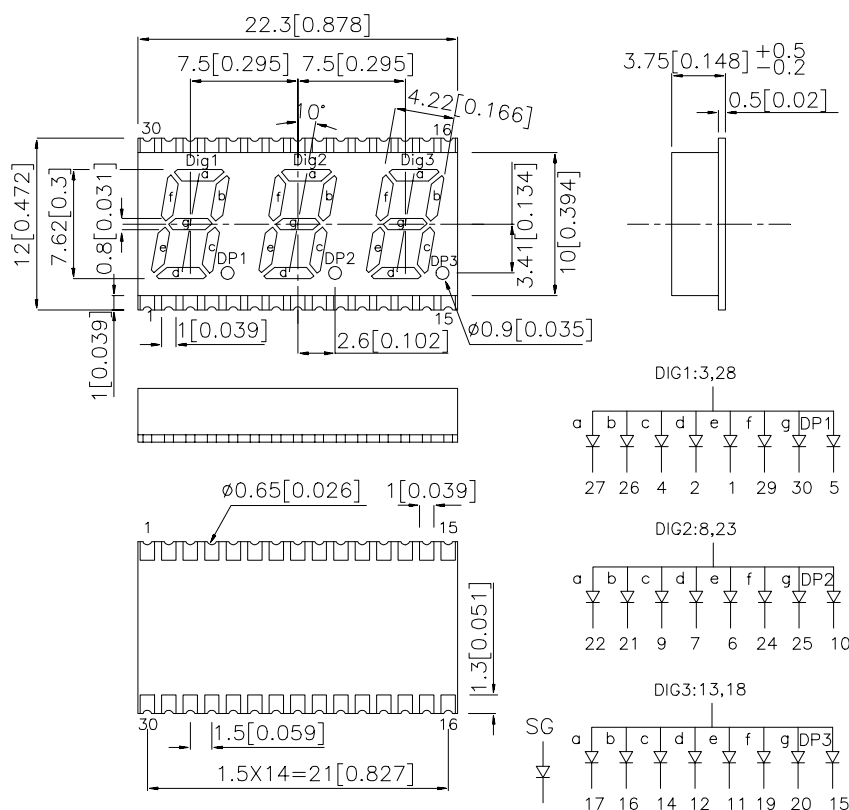 22.3[0.878]
7.5[0.295] 7.5[0.295]
10°
4.22[0.166]
30 16
Dig1 Dig2 Dig3
a a a
f b f b f b
g g g
e c e c e c
d d d
DP1 DP2 DP3
12[0.472]
7.62[0.3]
0.8[0.031]
1[0.039]
3.41[0.134]
10[0.394]
1 15
1[0.039]
2.6[0.102]
ø0.9[0.035]
3.75[0.148] +0.5
-0.2
0.5[0.02]
ø0.65[0.026] 1[0.039]
1 15
1.3[0.051]
30 16
1.5[0.059]
1.5X14=21[0.827]
DIG1:3,28
a b c d e f g DP1
27 26 4 2 1 29 30 5
DIG2:8,23
a b c d e f g DP2
22 21 9 7 6 24 25 10
DIG3:13,18
SG
a b c d e f g DP3
17 16 14 12 11 19 20 15